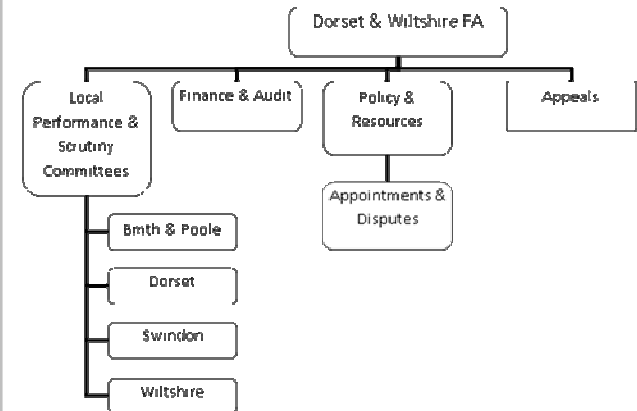 Dorset & Wiltshire FA
Local
Performance &
Scrutiny
Committees
Finance & Audit
Policy &
Resources
Appeals
Appointments &
Disputes
Bmth & Poole
Dorset
Swindon
Wiltshire